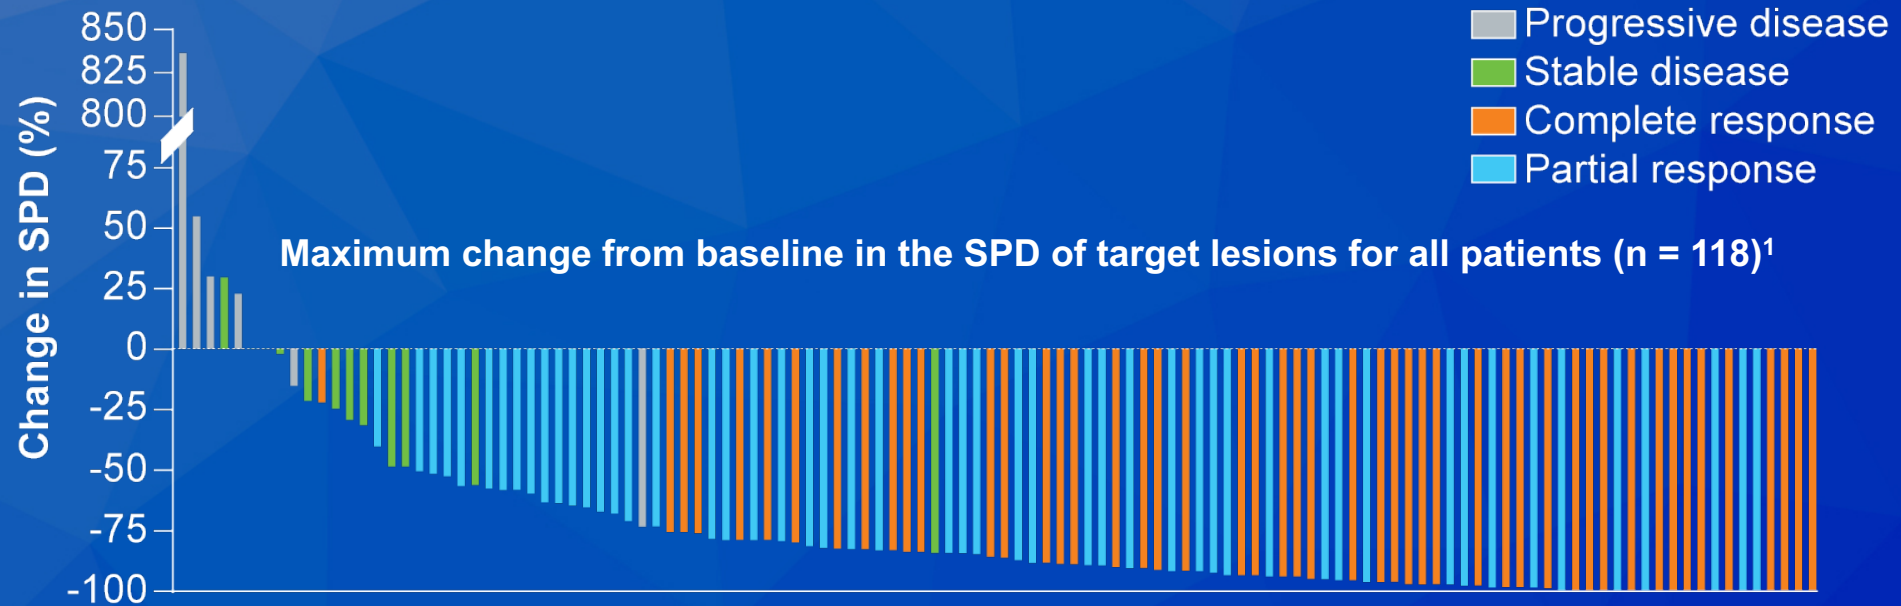 Change in SPD (%)
850
825
800
75
50
25
0
-25
-50
-75
-100
Progressive disease
Stable disease
Complete response
Partial response
Maximum change from baseline in the SPD of target lesions for all patients (n = 118)¹